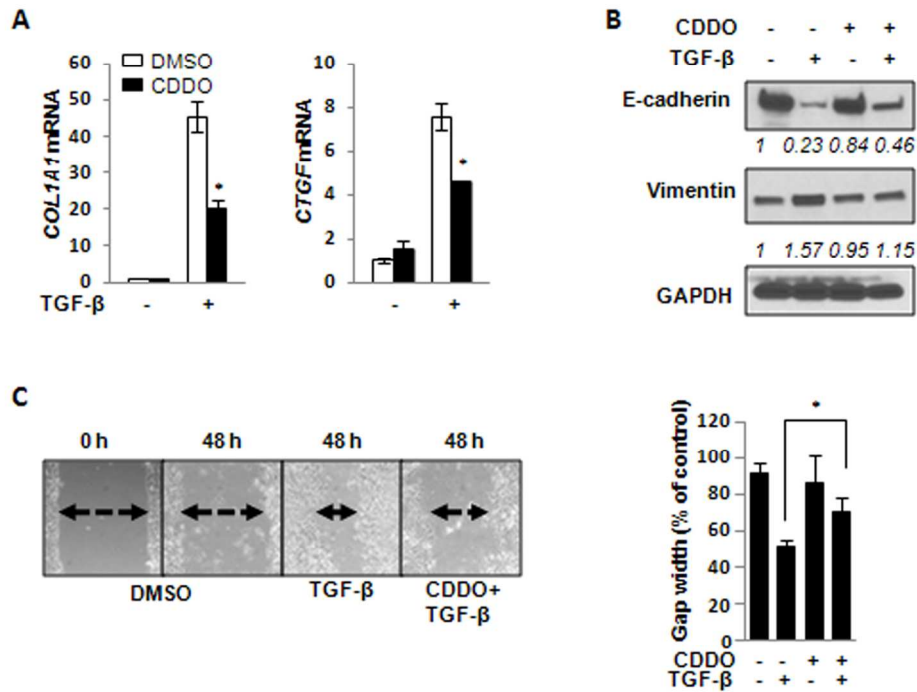 A
COL1A1 mRNA
60
50
40
30
20
10
0
DMSO
CDDO
*
TGF-β - +
CTGF mRNA
10
8
6
4
2
0
*
- +
B
CDDO - - + +
TGF-β - + - +
E-cadherin
1 0.23 0.84 0.46
Vimentin
1 1.57 0.95 1.15
GAPDH
C
0 h 48 h 48 h 48 h
DMSO TGF-β CDDO+
TGF-β
Gap width (% of control)
120
100
80
60
40
20
0
*
CDDO - - + +
TGF-β - + - +